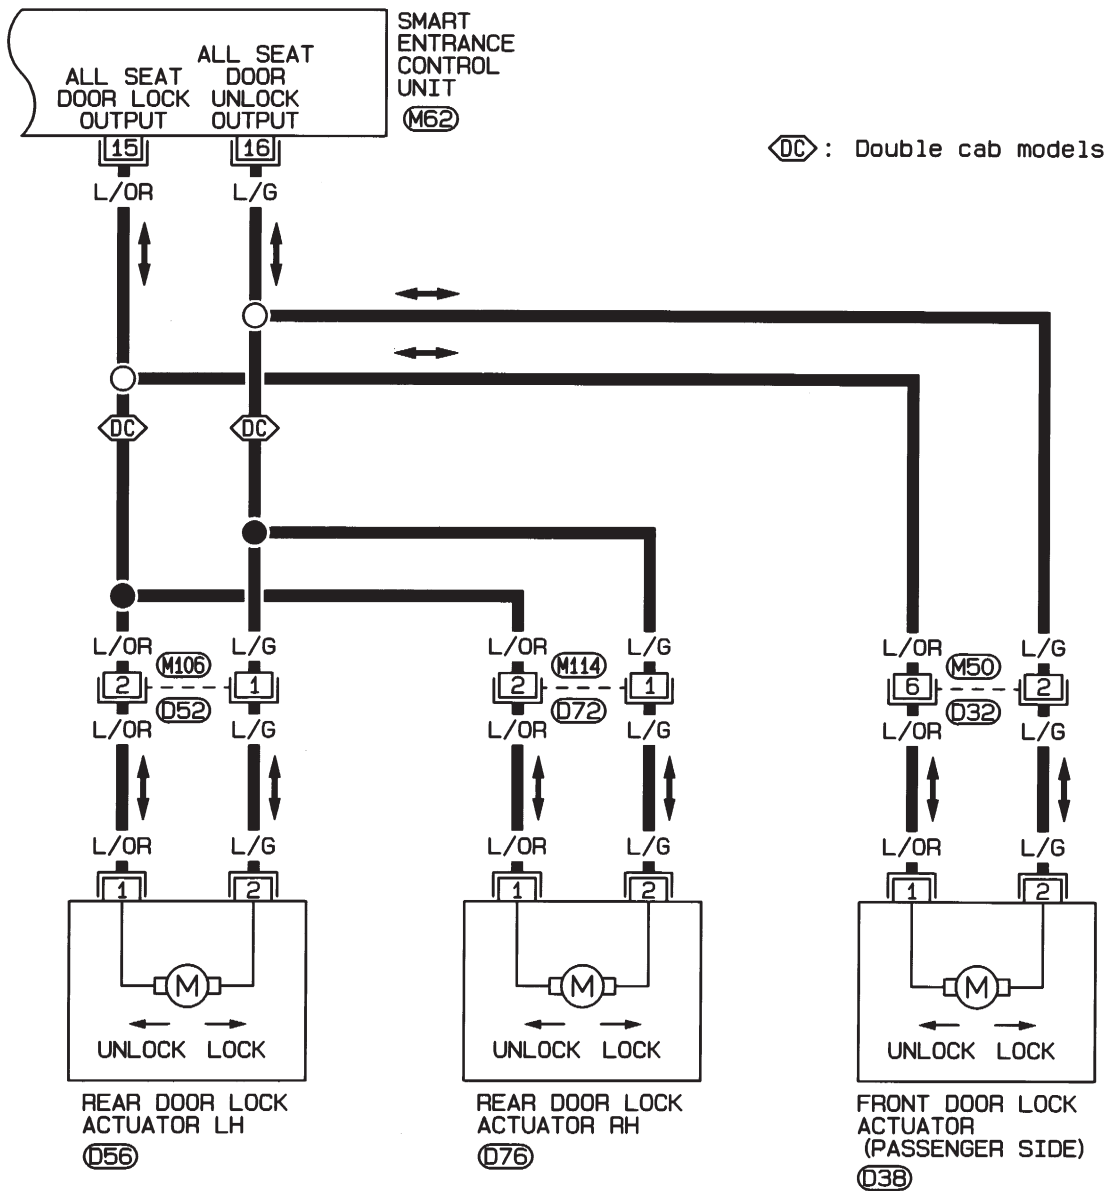 SMART
ENTRANCE
CONTROL
UNIT
M62
ALL SEAT
DOOR LOCK
OUTPUT
ALL SEAT
DOOR
UNLOCK
OUTPUT
15
16
DC : Double cab models
L/OR
L/G
DC
DC
L/OR
L/G
L/OR
L/G
L/OR
L/G
2
M106
1
2
M114
1
6
M50
2
D52
D72
D32
L/OR
L/G
L/OR
L/G
L/OR
L/G
L/OR
L/G
L/OR
L/G
L/OR
L/G
1
2
1
2
1
2
M
M
M
UNLOCK LOCK
UNLOCK LOCK
UNLOCK LOCK
REAR DOOR LOCK
ACTUATOR LH
D56
REAR DOOR LOCK
ACTUATOR RH
D76
FRONT DOOR LOCK
ACTUATOR
(PASSENGER SIDE)
D38